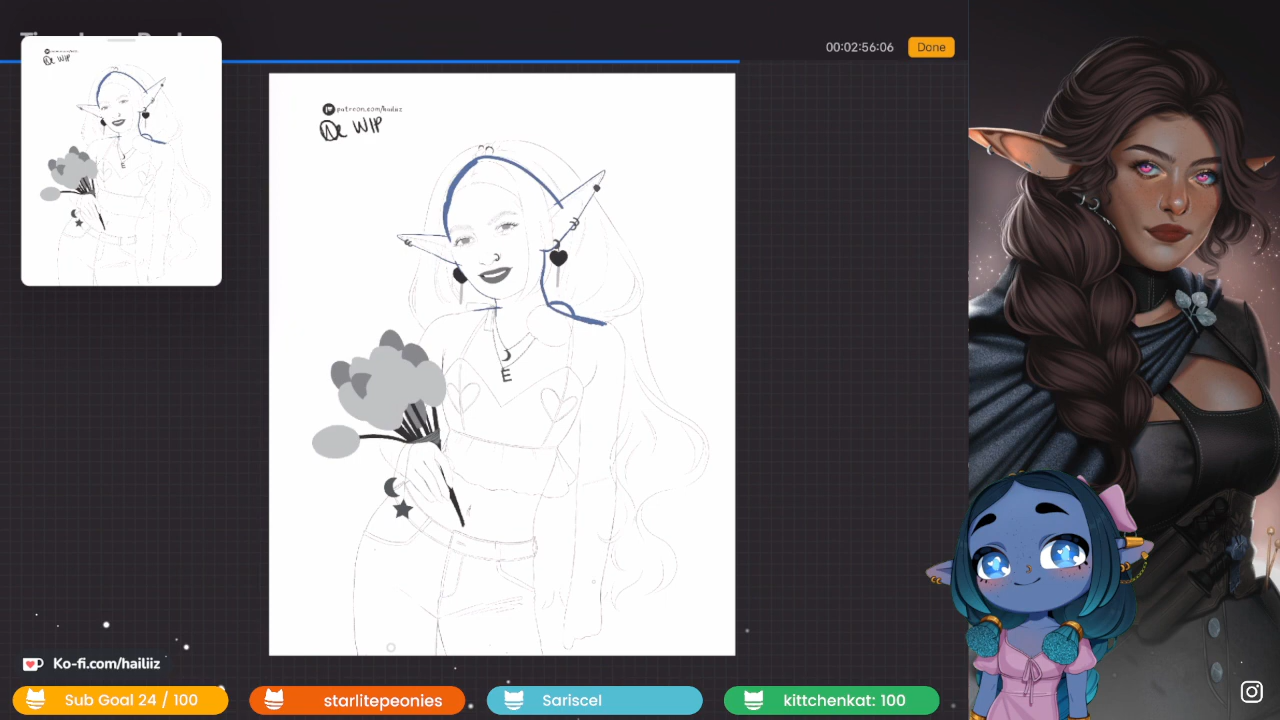 00:02:56:06
Done
patreon.com/hailiiz
WIP
E
Ko-fi.com/hailiiz
Sub Goal 24 / 100
starlitepeonies
Sariscel
kittchenkat: 100